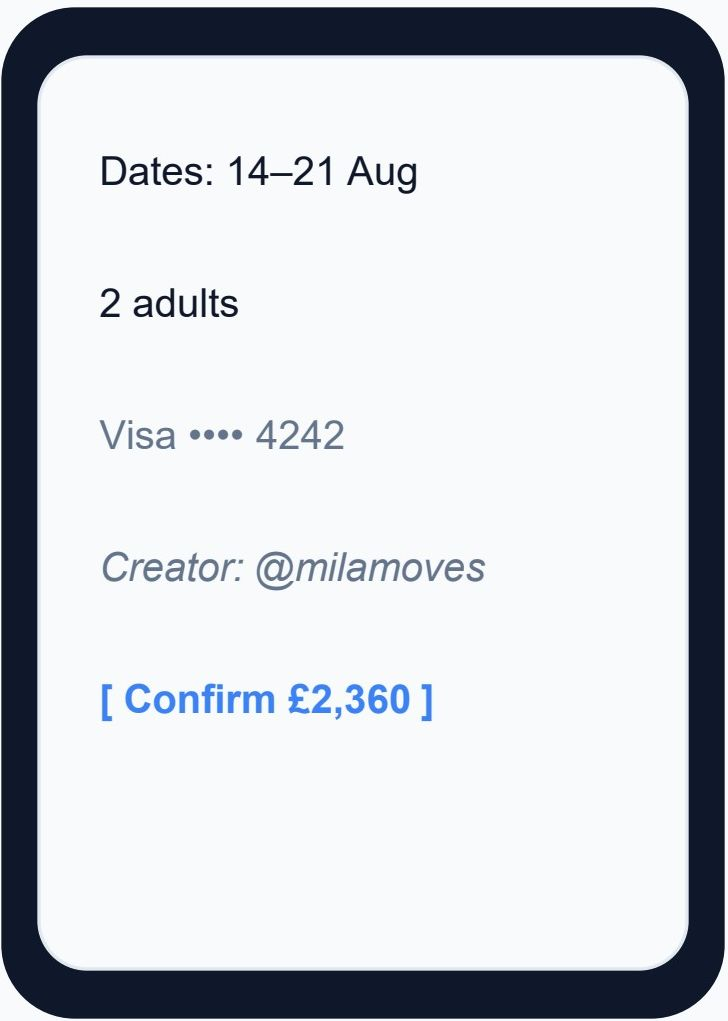 Dates: 14–21 Aug
2 adults
Visa •••• 4242
Creator: @milamoves
[ Confirm £2,360 ]